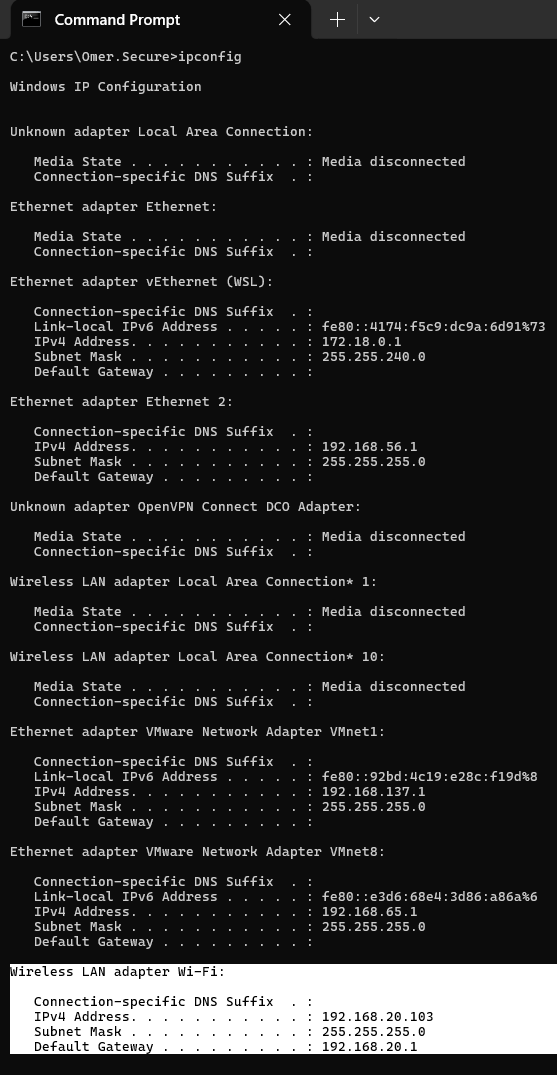 Command Prompt
C:\Users\Omer.Secure>ipconfig
Windows IP Configuration
Unknown adapter Local Area Connection:
   Media State . . . . . . . . . . . : Media disconnected
   Connection-specific DNS Suffix  . :
Ethernet adapter Ethernet:
   Media State . . . . . . . . . . . : Media disconnected
   Connection-specific DNS Suffix  . :
Ethernet adapter vEthernet (WSL):
   Connection-specific DNS Suffix  . :
   Link-local IPv6 Address . . . . . : fe80::4174:f5c9:dc9a:6d91%73
   IPv4 Address. . . . . . . . . . . : 172.18.0.1
   Subnet Mask . . . . . . . . . . . : 255.255.240.0
   Default Gateway . . . . . . . . . :
Ethernet adapter Ethernet 2:
   Connection-specific DNS Suffix  . :
   IPv4 Address. . . . . . . . . . . : 192.168.56.1
   Subnet Mask . . . . . . . . . . . : 255.255.255.0
   Default Gateway . . . . . . . . . :
Unknown adapter OpenVPN Connect DCO Adapter:
   Media State . . . . . . . . . . . : Media disconnected
   Connection-specific DNS Suffix  . :
Wireless LAN adapter Local Area Connection* 1:
   Media State . . . . . . . . . . . : Media disconnected
   Connection-specific DNS Suffix  . :
Wireless LAN adapter Local Area Connection* 10:
   Media State . . . . . . . . . . . : Media disconnected
   Connection-specific DNS Suffix  . :
Ethernet adapter VMware Network Adapter VMnet1:
   Connection-specific DNS Suffix  . :
   Link-local IPv6 Address . . . . . : fe80::92bd:4c19:e28c:f19d%8
   IPv4 Address. . . . . . . . . . . : 192.168.137.1
   Subnet Mask . . . . . . . . . . . : 255.255.255.0
   Default Gateway . . . . . . . . . :
Ethernet adapter VMware Network Adapter VMnet8:
   Connection-specific DNS Suffix  . :
   Link-local IPv6 Address . . . . . : fe80::e3d6:68e4:3d86:a86a%6
   IPv4 Address. . . . . . . . . . . : 192.168.65.1
   Subnet Mask . . . . . . . . . . . : 255.255.255.0
   Default Gateway . . . . . . . . . :
Wireless LAN adapter Wi-Fi:
   Connection-specific DNS Suffix  . :
   IPv4 Address. . . . . . . . . . . : 192.168.20.103
   Subnet Mask . . . . . . . . . . . : 255.255.255.0
   Default Gateway . . . . . . . . . : 192.168.20.1